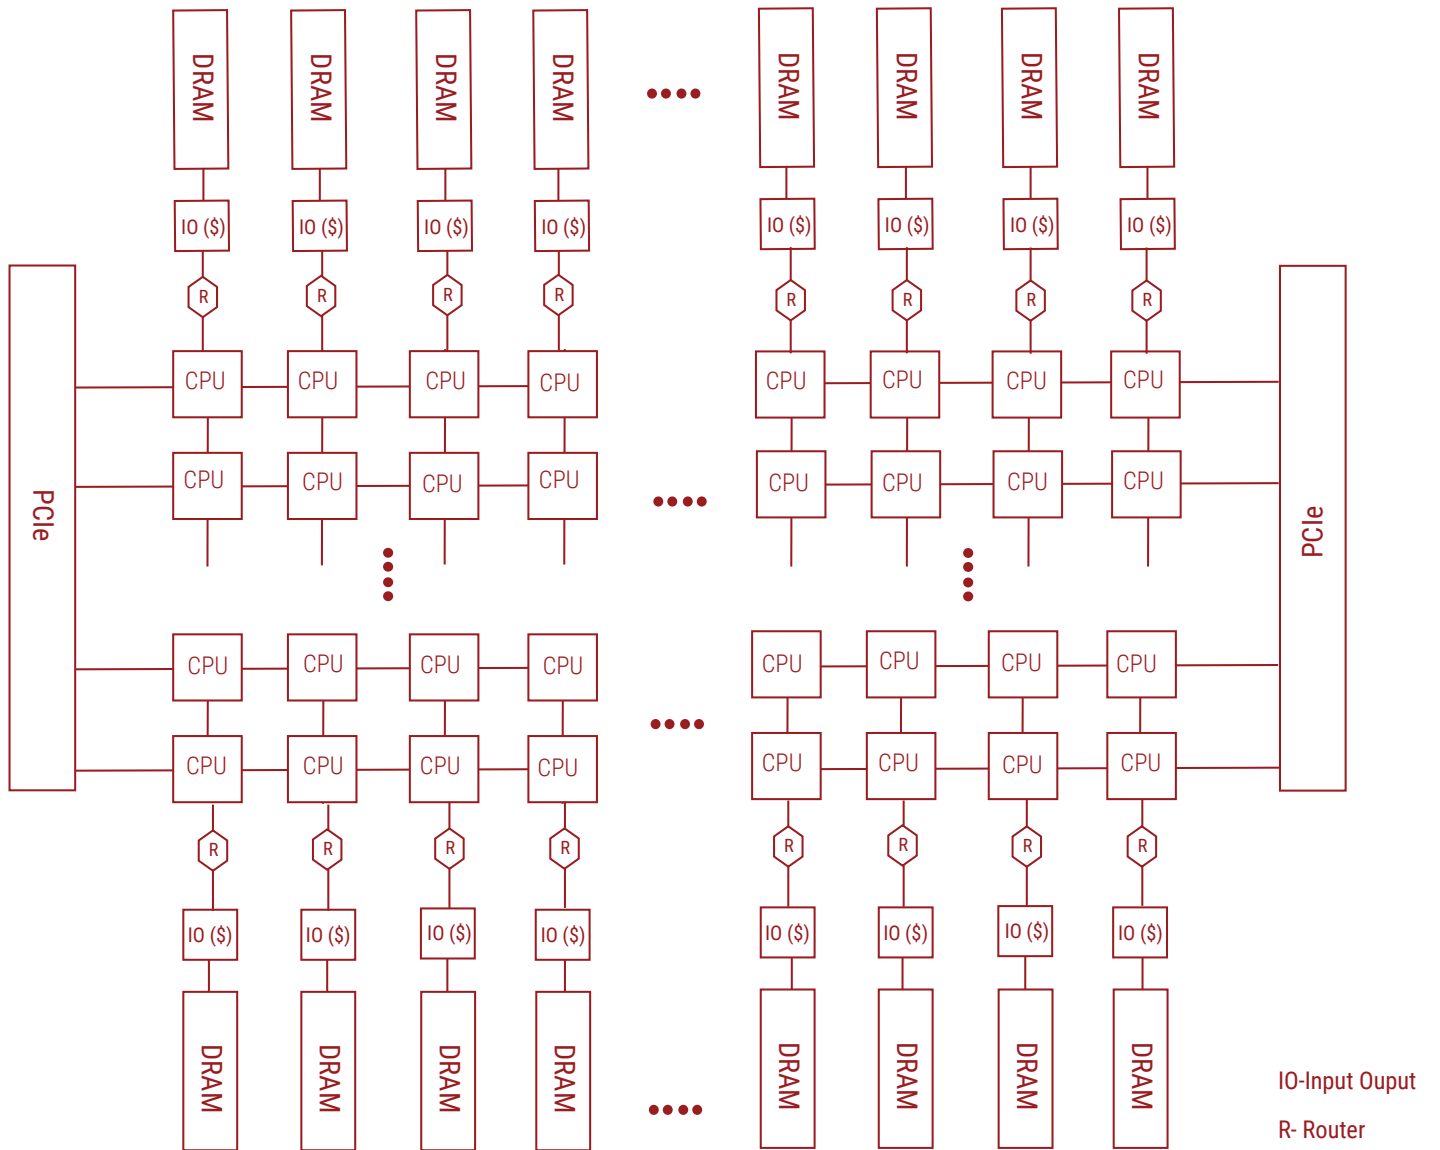 DRAM DRAM DRAM DRAM DRAM DRAM DRAM DRAM
IO ($) IO ($) IO ($) IO ($) IO ($) IO ($) IO ($) IO ($)
R R R R R R R R
CPU CPU CPU CPU CPU CPU CPU CPU
CPU CPU CPU CPU CPU CPU CPU CPU
PCIe PCIe
CPU CPU CPU CPU CPU CPU CPU CPU
CPU CPU CPU CPU CPU CPU CPU CPU
R R R R R R R R
IO ($) IO ($) IO ($) IO ($) IO ($) IO ($) IO ($) IO ($)
DRAM DRAM DRAM DRAM DRAM DRAM DRAM DRAM
IO-Input Ouput
R- Router